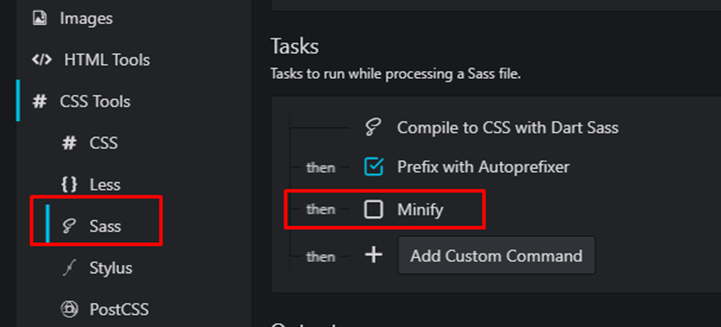 Images
</> HTML Tools
# CSS Tools
# CSS
{} Less
Sass
Stylus
PostCSS
Tasks
Tasks to run while processing a Sass file.
Compile to CSS with Dart Sass
then Prefix with Autoprefixer
then Minify
then + Add Custom Command